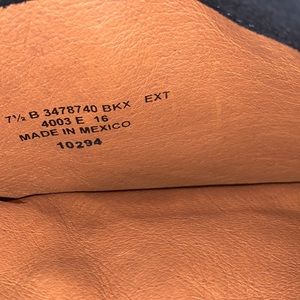 7½ B 3478740 BKX EXT
4003 E 16
MADE IN MEXICO
10294